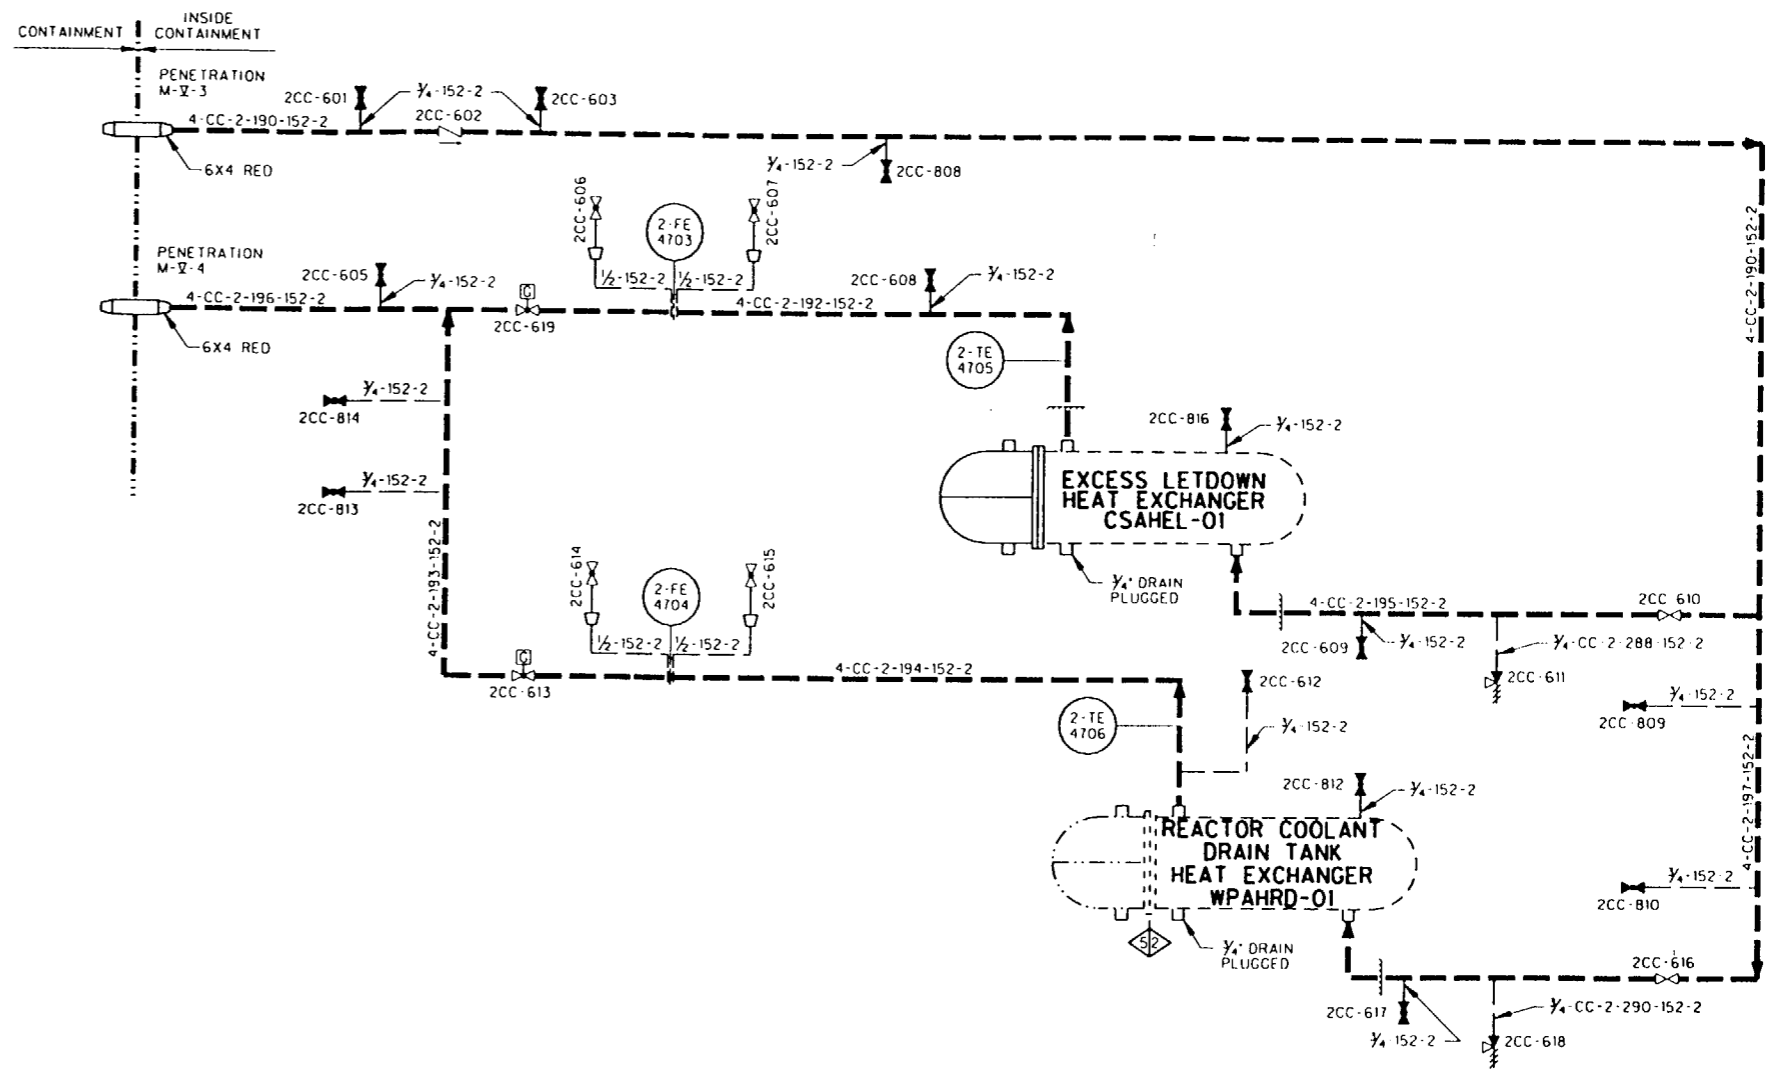 CONTAINMENT
INSIDE
CONTAINMENT
PENETRATION
M-V-3
2CC-601
¾-152-2
2CC-603
4-CC-2-190-152-2
2CC-602
6X4 RED
¾-152-2
2CC-808
4-CC-2-190-152-2
2CC-606
2-FE
4703
2CC-607
PENETRATION
M-V-4
2CC-605
¾-152-2
½-152-2
½-152-2
2CC-608
¾-152-2
4-CC-2-196-152-2
G
4-CC-2-192-152-2
2CC-619
6X4 RED
2-TE
4705
¾-152-2
2CC-814
¾-152-2
2CC-813
2CC-816
¾-152-2
EXCESS LETDOWN
HEAT EXCHANGER
CSAHEL-01
¾" DRAIN
PLUGGED
4-CC-2-193-152-2
2CC-614
2-FE
4704
2CC-615
½-152-2
½-152-2
4-CC-2-195-152-2
2CC-610
2CC-609
¾-152-2
¾-CC-2-288-152-2
2CC-611
G
2CC-613
4-CC-2-194-152-2
2CC-612
¾-152-2
2CC-809
2-TE
4706
¾-152-2
4-CC-2-197-152-2
2CC-812
¾-152-2
REACTOR COOLANT
DRAIN TANK
HEAT EXCHANGER
WPAHRD-01
¾-152-2
2CC-810
52
¾" DRAIN
PLUGGED
2CC-616
2CC-617
¾-152-2
¾-CC-2-290-152-2
2CC-618